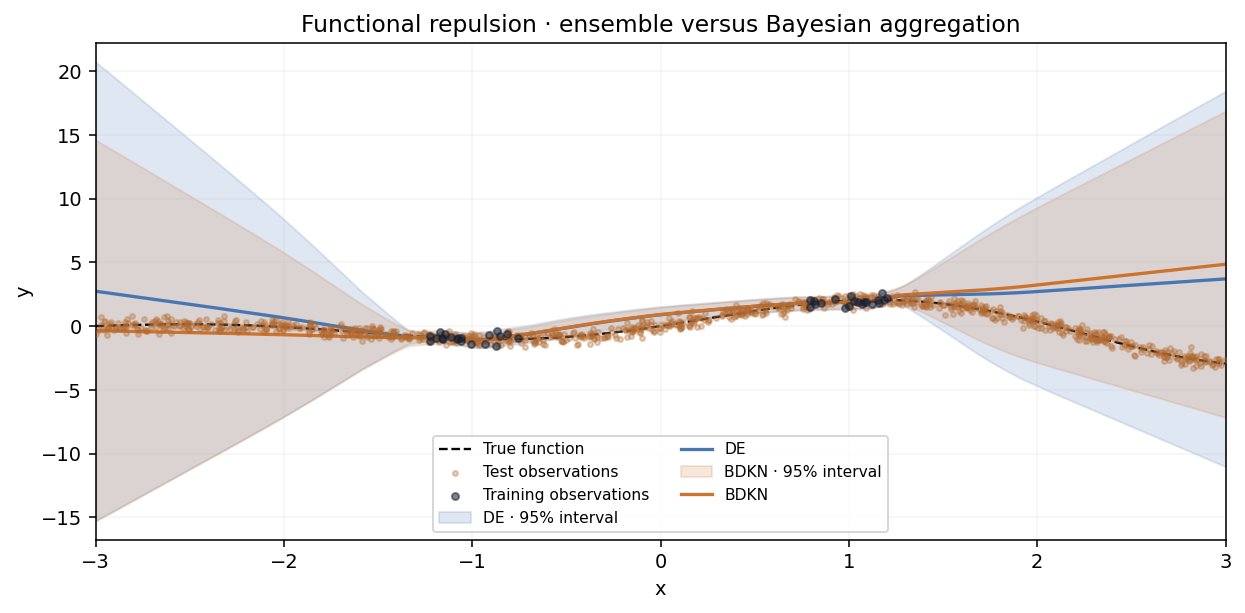 Functional repulsion · ensemble versus Bayesian aggregation
y
20
15
10
5
0
−5
−10
−15
True function
Test observations
Training observations
DE · 95% interval
DE
BDKN · 95% interval
BDKN
−3
−2
−1
0
1
2
3
x